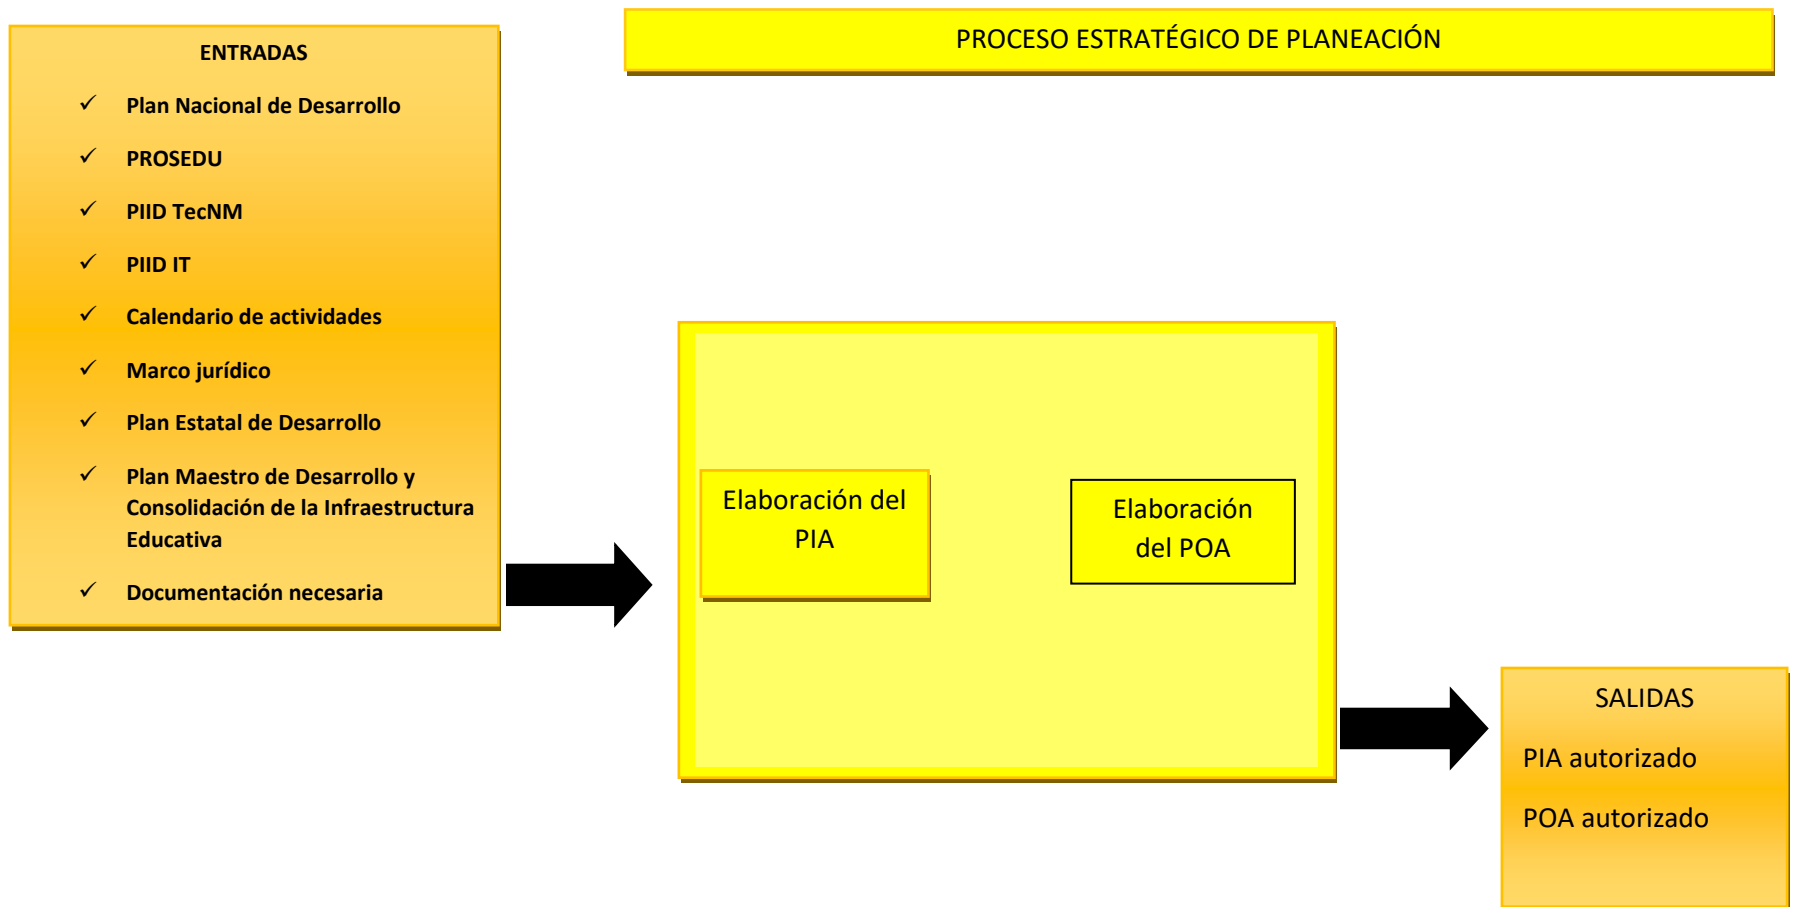 PROCESO ESTRATÉGICO DE PLANEACIÓN
ENTRADAS
✓ Plan Nacional de Desarrollo
✓ PROSEDU
✓ PIID TecNM
✓ PIID IT
✓ Calendario de actividades
✓ Marco jurídico
✓ Plan Estatal de Desarrollo
✓ Plan Maestro de Desarrollo y
Consolidación de la Infraestructura
Educativa
✓ Documentación necesaria
Elaboración del
PIA
Elaboración
del POA
SALIDAS
PIA autorizado
POA autorizado